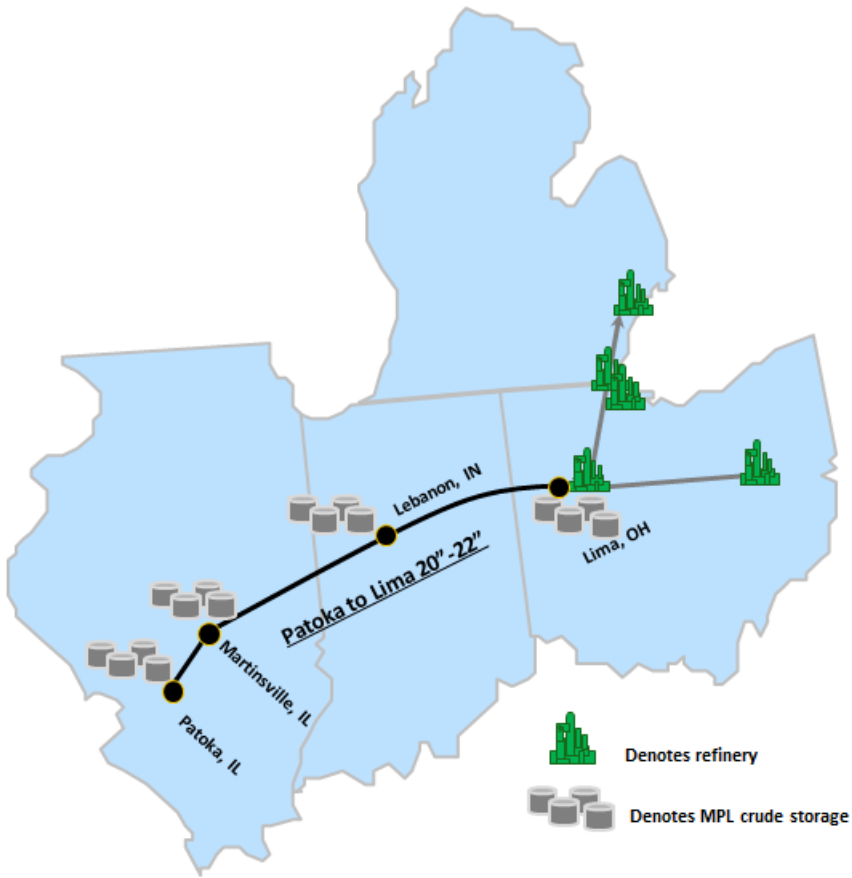 Lebanon, IN
Patoka to Lima 20”-22”
Lima, OH
Martinsville, IL
Patoka, IL
Denotes refinery
Denotes MPL crude storage